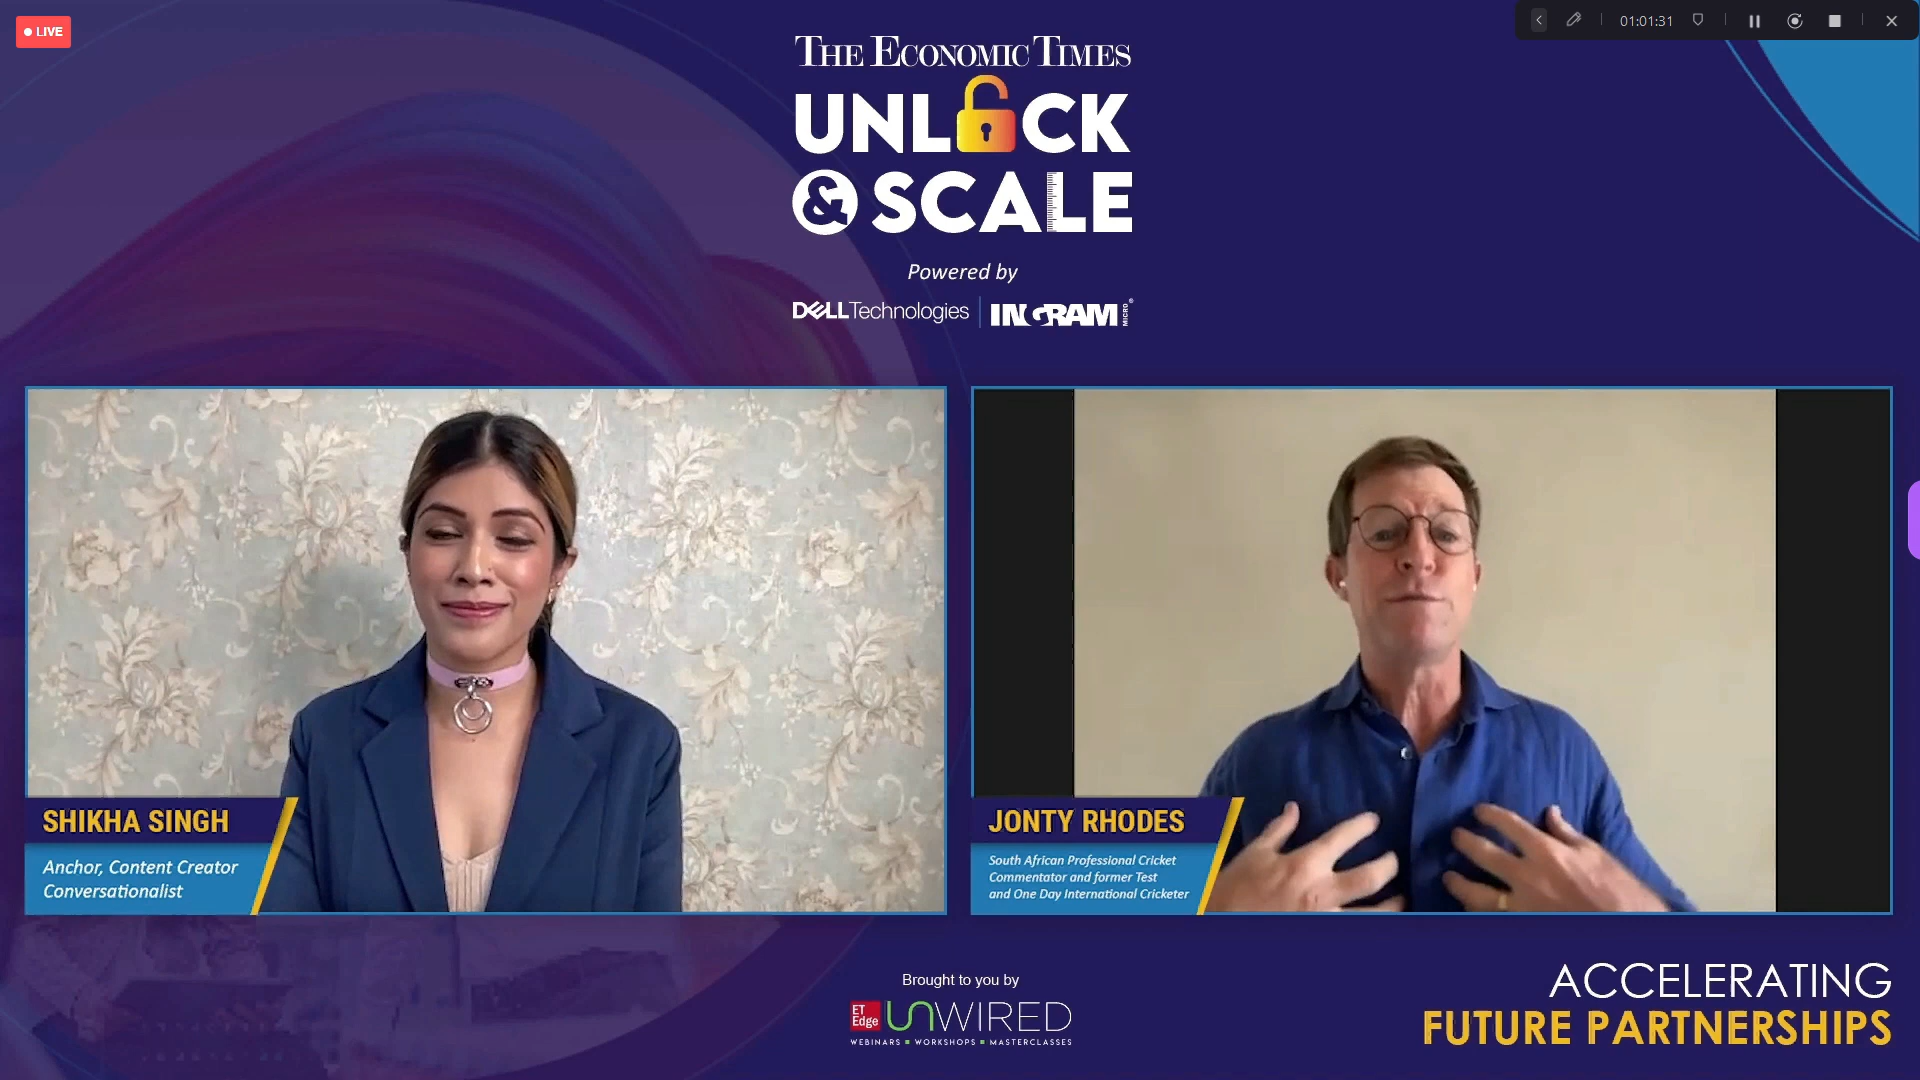 LIVE
01:01:31
THE ECONOMIC TIMES
UNLOCK
& SCALE
Powered by
DELL Technologies | INGRAM MICRO®
SHIKHA SINGH
Anchor, Content Creator
Conversationalist
JONTY RHODES
South African Professional Cricket
Commentator and former Test
and One Day International Cricketer
Brought to you by
ET Edge UNWIRED
WEBINARS ■ WORKSHOPS ■ MASTERCLASSES
ACCELERATING
FUTURE PARTNERSHIPS